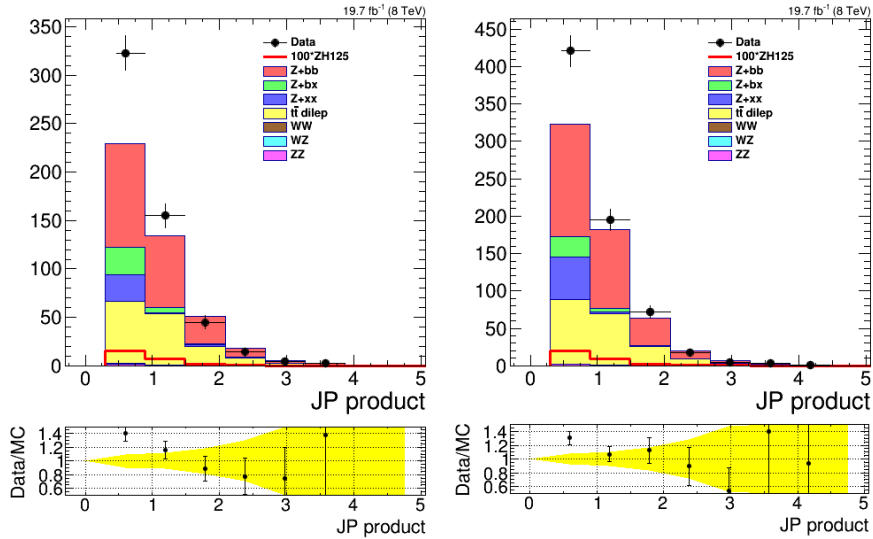 19.7 fb⁻¹ (8 TeV)
350
300
250
200
150
100
50
0
Data
100*ZH125
Z+bb
Z+bx
Z+xx
tt̄ dilep
WW
WZ
ZZ
0 1 2 3 4 5
JP product
Data/MC
1.4
1.2
1
0.8
0.6
0 1 2 3 4 5
JP product
19.7 fb⁻¹ (8 TeV)
450
400
350
300
250
200
150
100
50
0
Data
100*ZH125
Z+bb
Z+bx
Z+xx
tt̄ dilep
WW
WZ
ZZ
0 1 2 3 4 5
JP product
Data/MC
1.4
1.2
1
0.8
0.6
0 1 2 3 4 5
JP product